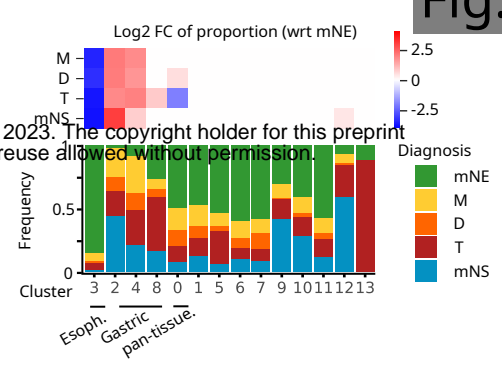 Fig.
Log2 FC of proportion (wrt mNE)
M
D
T
mNS
2.5
0
-2.5
2023. The copyright holder for this preprint
reuse allowed without permission.
Diagnosis
mNE
M
D
T
mNS
Frequency
1
0.5
0
Cluster 3 2 4 8 0 1 5 6 7 9 10 11 12 13
Esoph. Gastric pan-tissue.